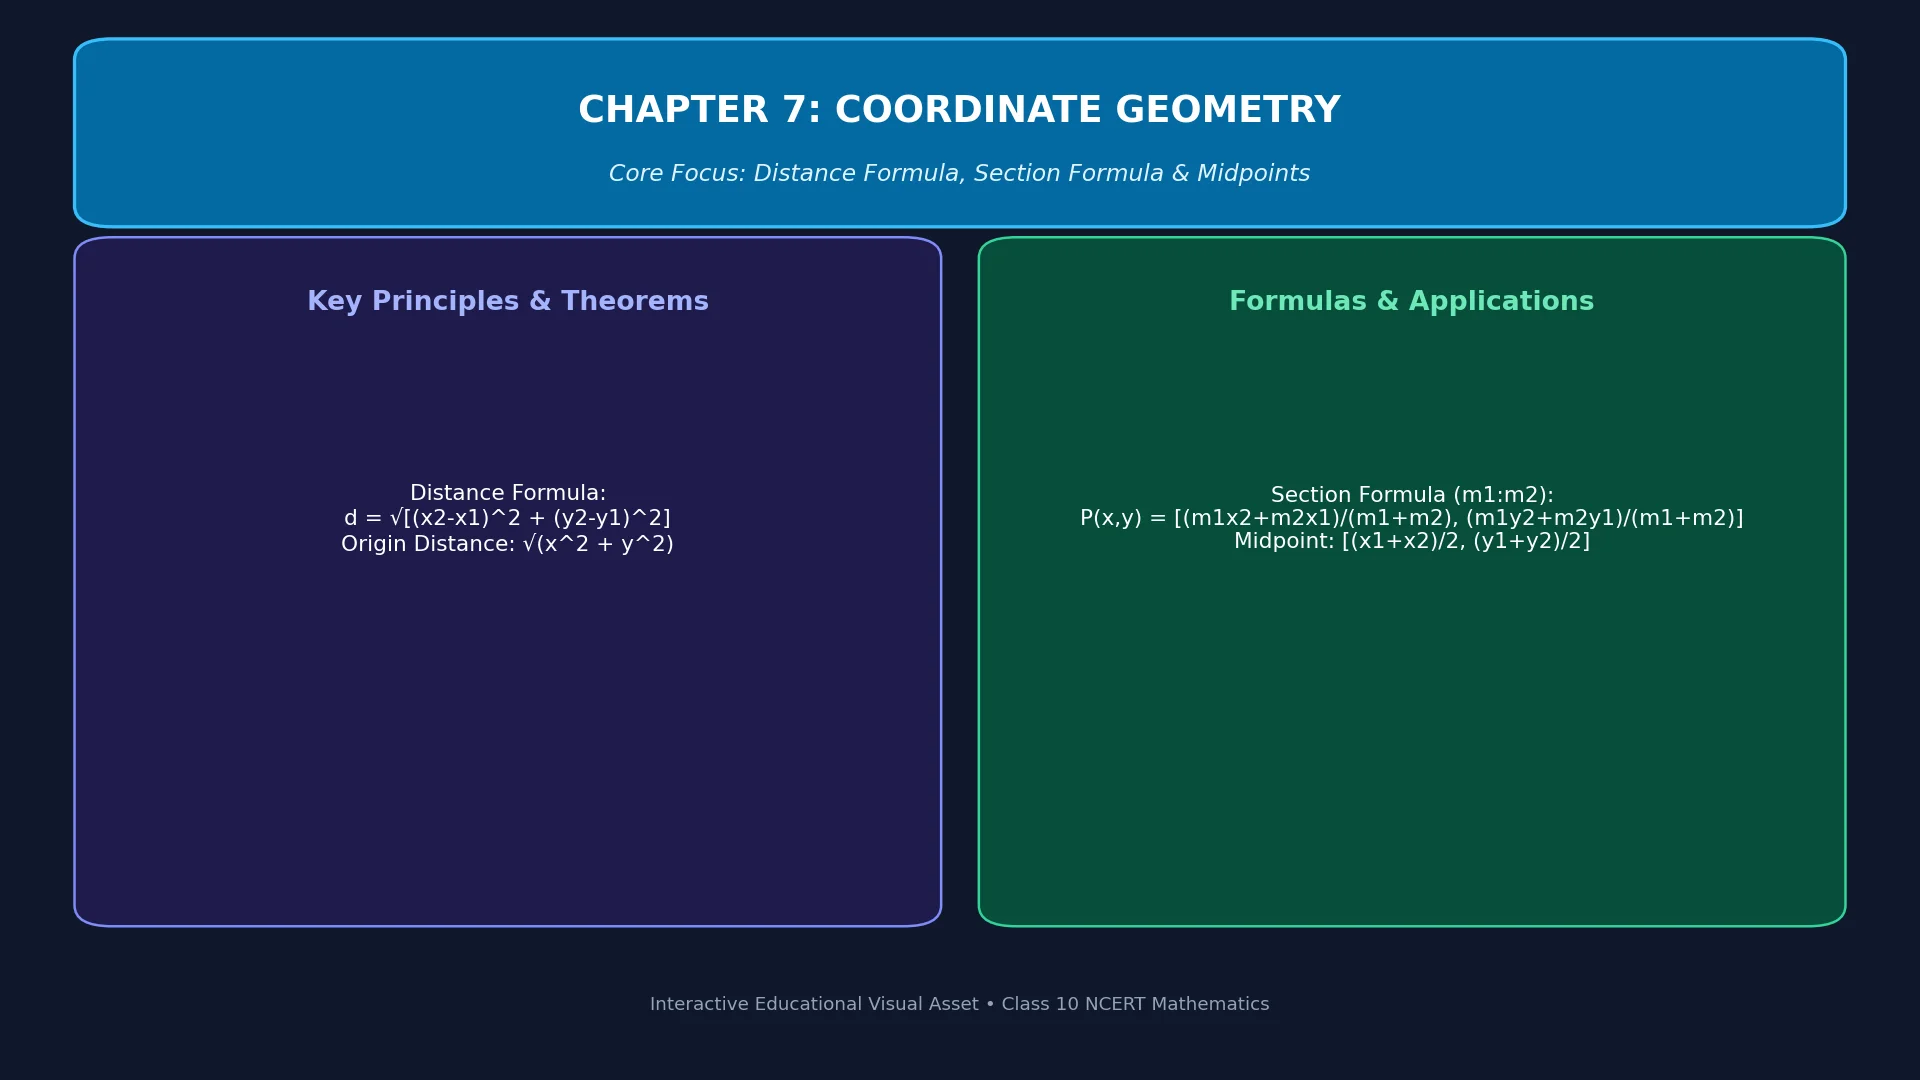 CHAPTER 7: COORDINATE GEOMETRY
Core Focus: Distance Formula, Section Formula & Midpoints
Key Principles & Theorems
Distance Formula:
d = √[(x2-x1)^2 + (y2-y1)^2]
Origin Distance: √(x^2 + y^2)
Formulas & Applications
Section Formula (m1:m2):
P(x,y) = [(m1x2+m2x1)/(m1+m2), (m1y2+m2y1)/(m1+m2)]
Midpoint: [(x1+x2)/2, (y1+y2)/2]
Interactive Educational Visual Asset • Class 10 NCERT Mathematics